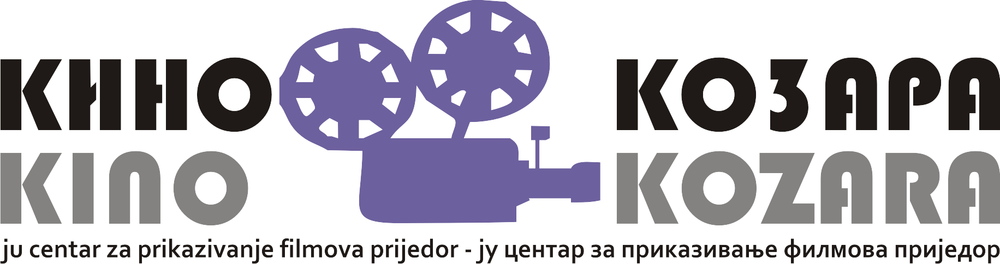 КИНО КОЗАРА
KINO KOZARA
ju centar za prikazivanje filmova prijedor - ју центар за приказивање филмова приједор